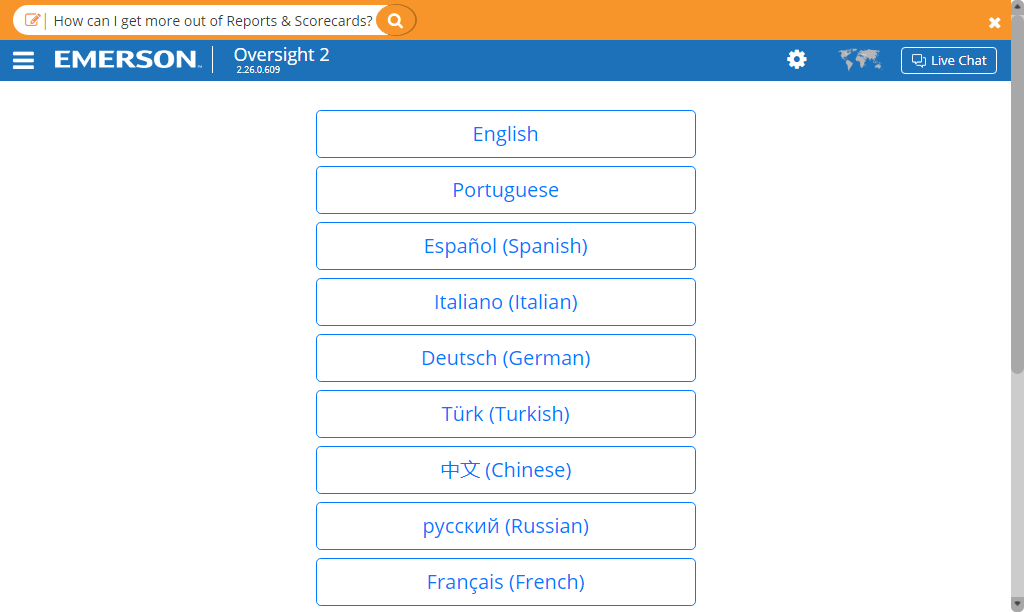 How can I get more out of Reports & Scorecards?
EMERSON™
Oversight 2
2.26.0.609
Live Chat
English
Portuguese
Español (Spanish)
Italiano (Italian)
Deutsch (German)
Türk (Turkish)
中文 (Chinese)
русский (Russian)
Français (French)